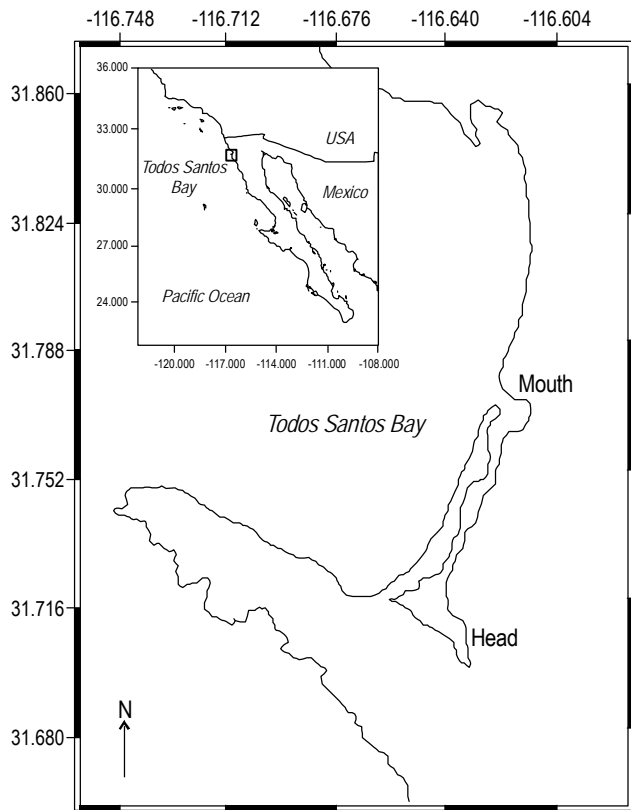 -116.748 -116.712 -116.676 -116.640 -116.604
31.860
31.824
31.788
31.752
31.716
31.680
36.000
33.000
30.000
27.000
24.000
-120.000 -117.000 -114.000 -111.000 -108.000
USA
Todos Santos
Bay
Mexico
Pacific Ocean
Mouth
Todos Santos Bay
Head
N